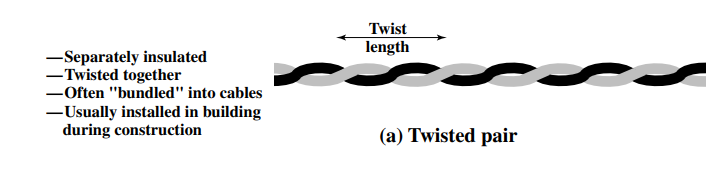 —Separately insulated
—Twisted together
—Often "bundled" into cables
—Usually installed in building
during construction
Twist
length
(a) Twisted pair